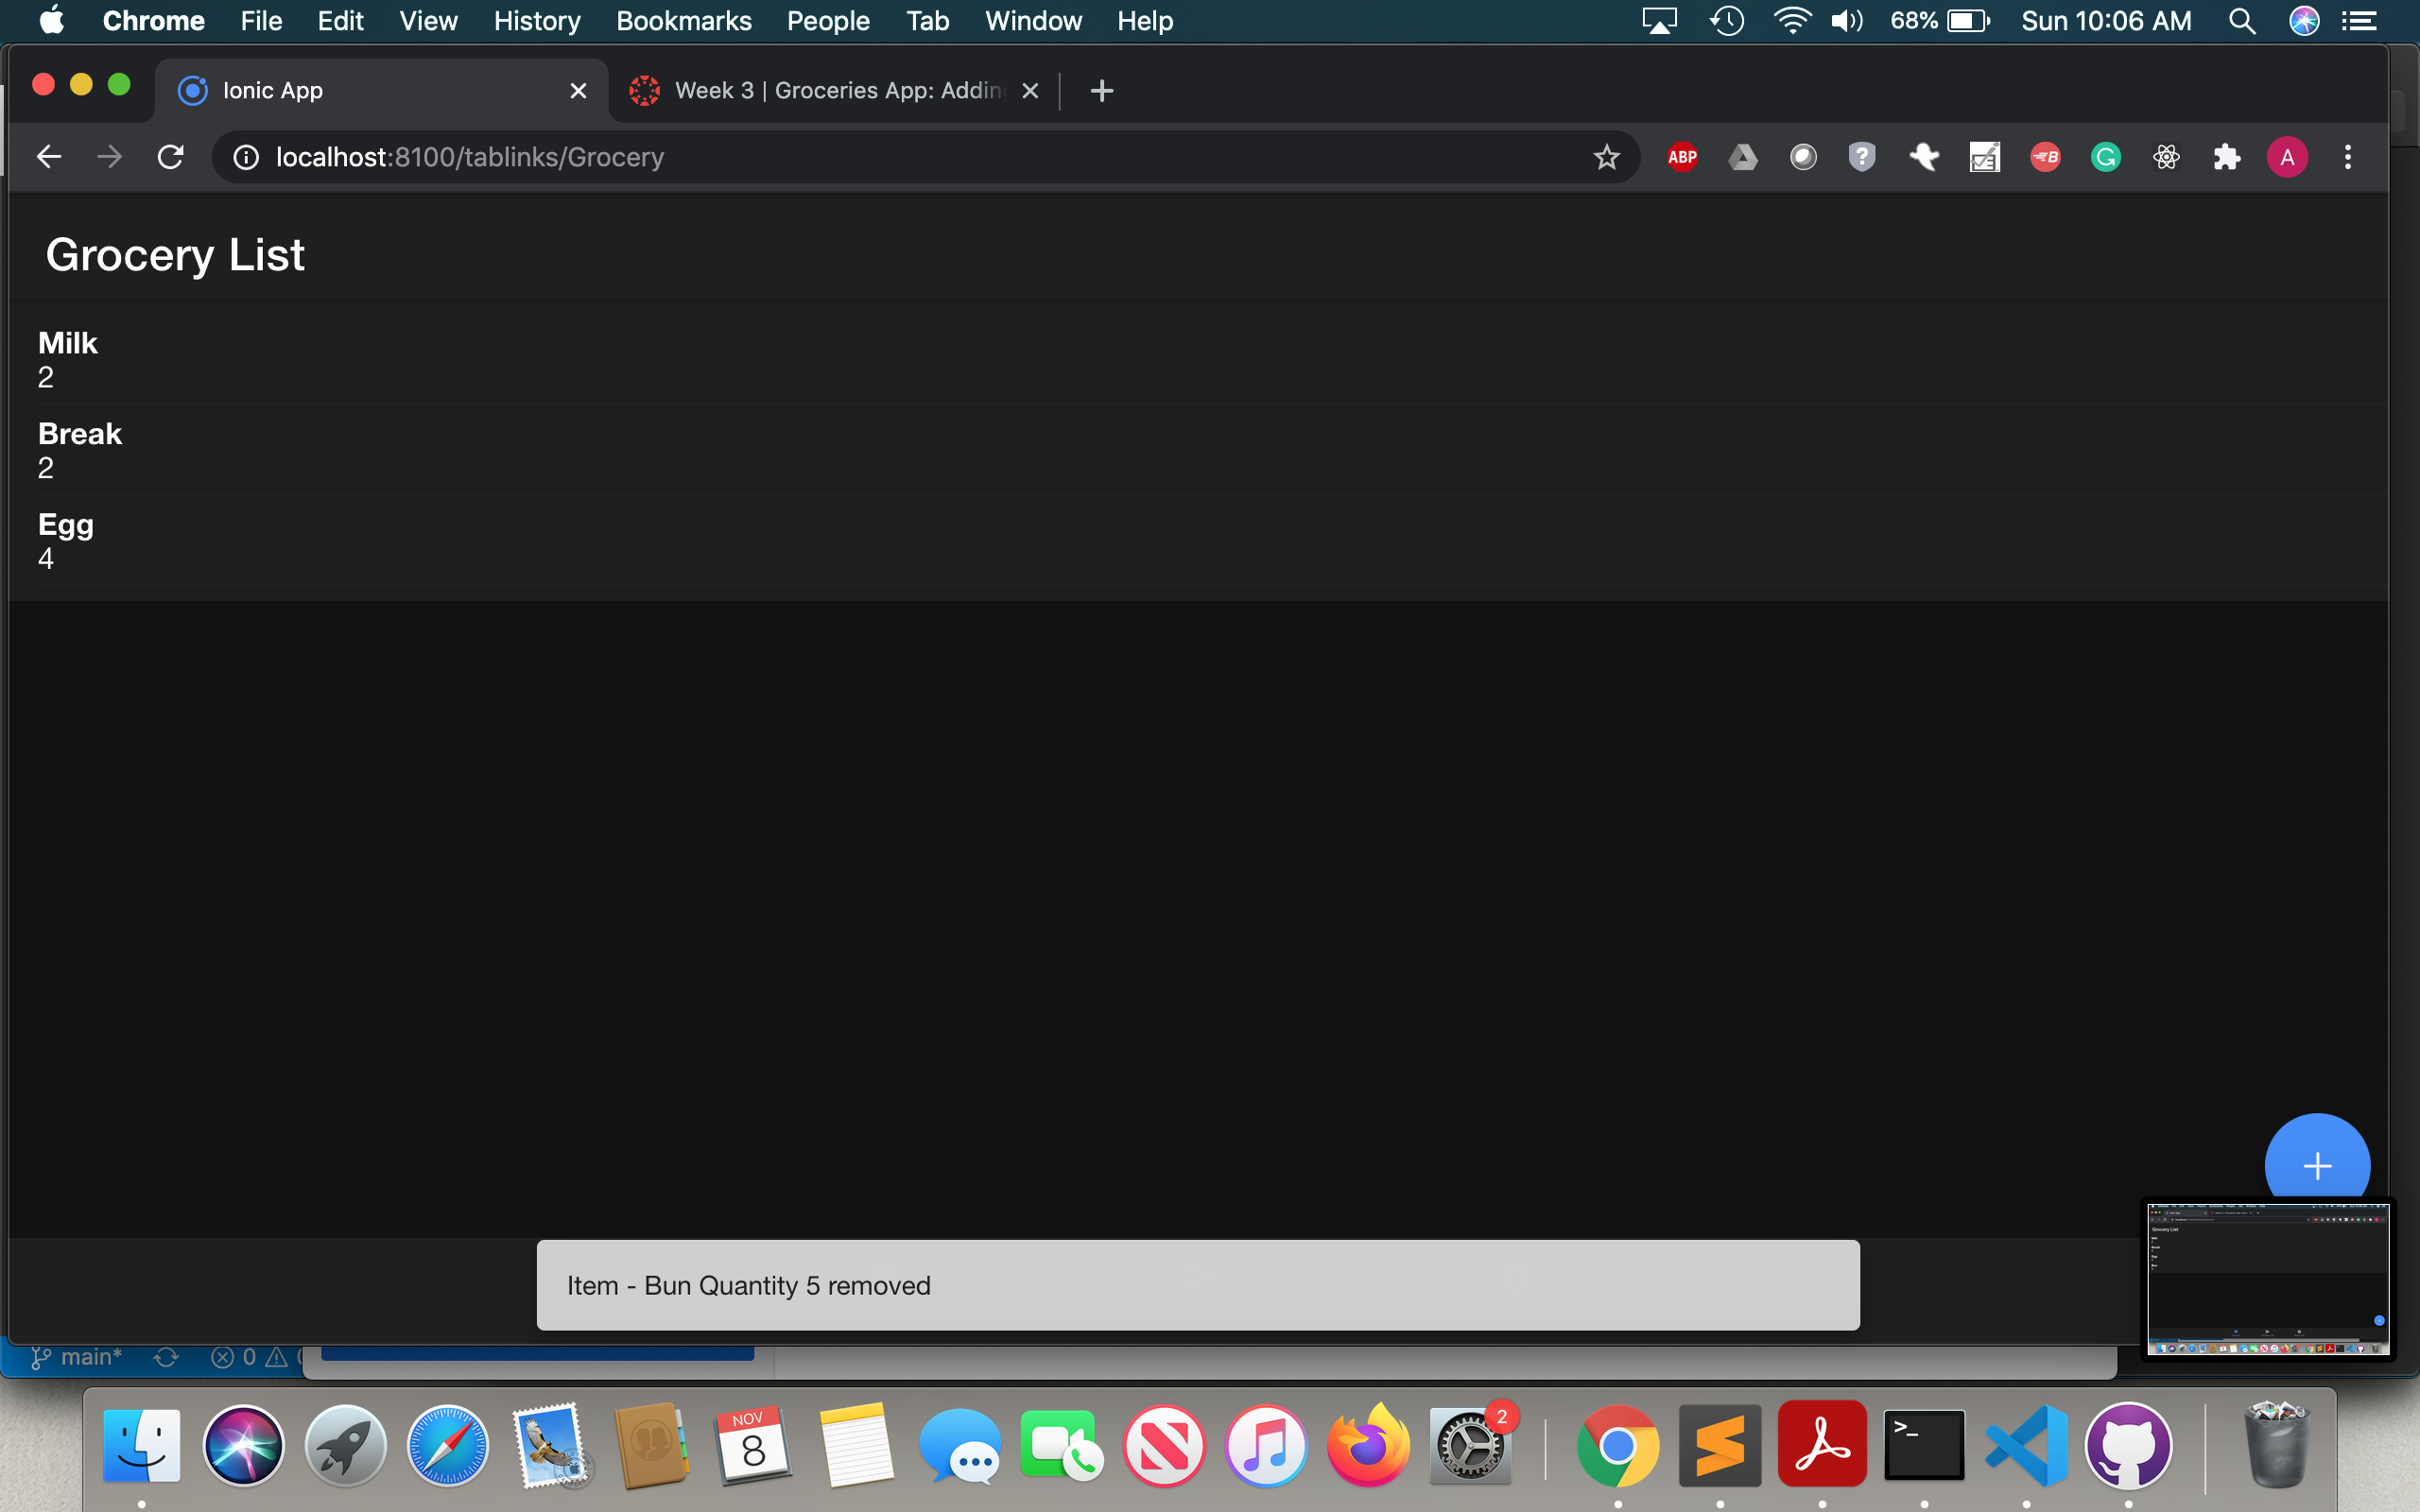 Chrome File Edit View History Bookmarks People Tab Window Help 68% Sun 10:06 AM
Ionic App Week 3 | Groceries App: Addin
localhost:8100/tablinks/Grocery ABP A
Grocery List
Milk
2
Break
2
Egg
4
Item - Bun Quantity 5 removed
main* 0
NOV
8
2